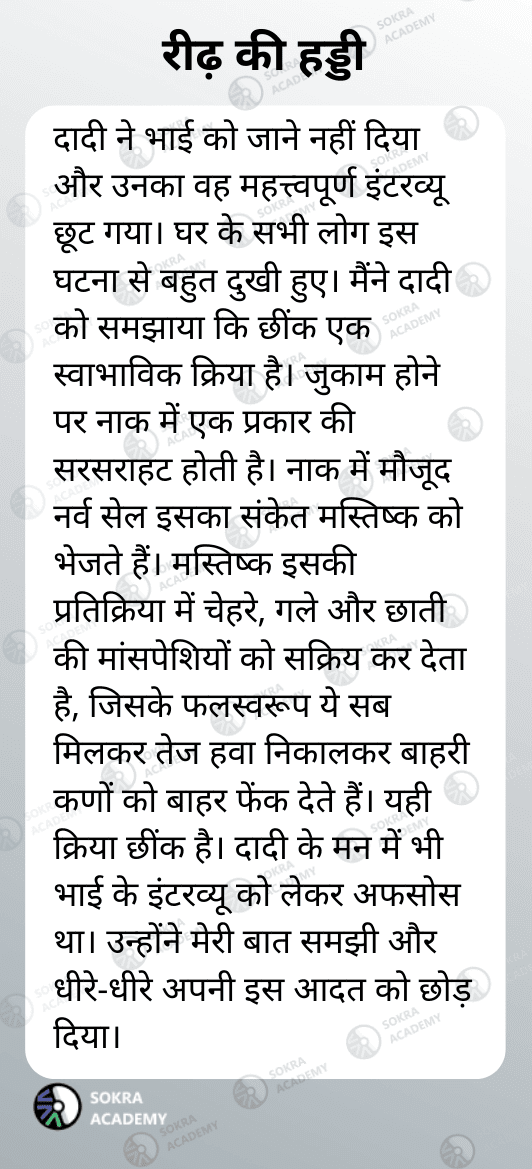 रीढ़ की हड्डी
दादी ने भाई को जाने नहीं दिया
और उनका वह महत्त्वपूर्ण इंटरव्यू
छूट गया। घर के सभी लोग इस
घटना से बहुत दुखी हुए। मैंने दादी
को समझाया कि छींक एक
स्वाभाविक क्रिया है। जुकाम होने
पर नाक में एक प्रकार की
सरसराहट होती है। नाक में मौजूद
नर्व सेल इसका संकेत मस्तिष्क को
भेजते हैं। मस्तिष्क इसकी
प्रतिक्रिया में चेहरे, गले और छाती
की मांसपेशियों को सक्रिय कर देता
है, जिसके फलस्वरूप ये सब
मिलकर तेज हवा निकालकर बाहरी
कणों को बाहर फेंक देते हैं। यही
क्रिया छींक है। दादी के मन में भी
भाई के इंटरव्यू को लेकर अफसोस
था। उन्होंने मेरी बात समझी और
धीरे-धीरे अपनी इस आदत को छोड़
दिया।
SOKRA
ACADEMY